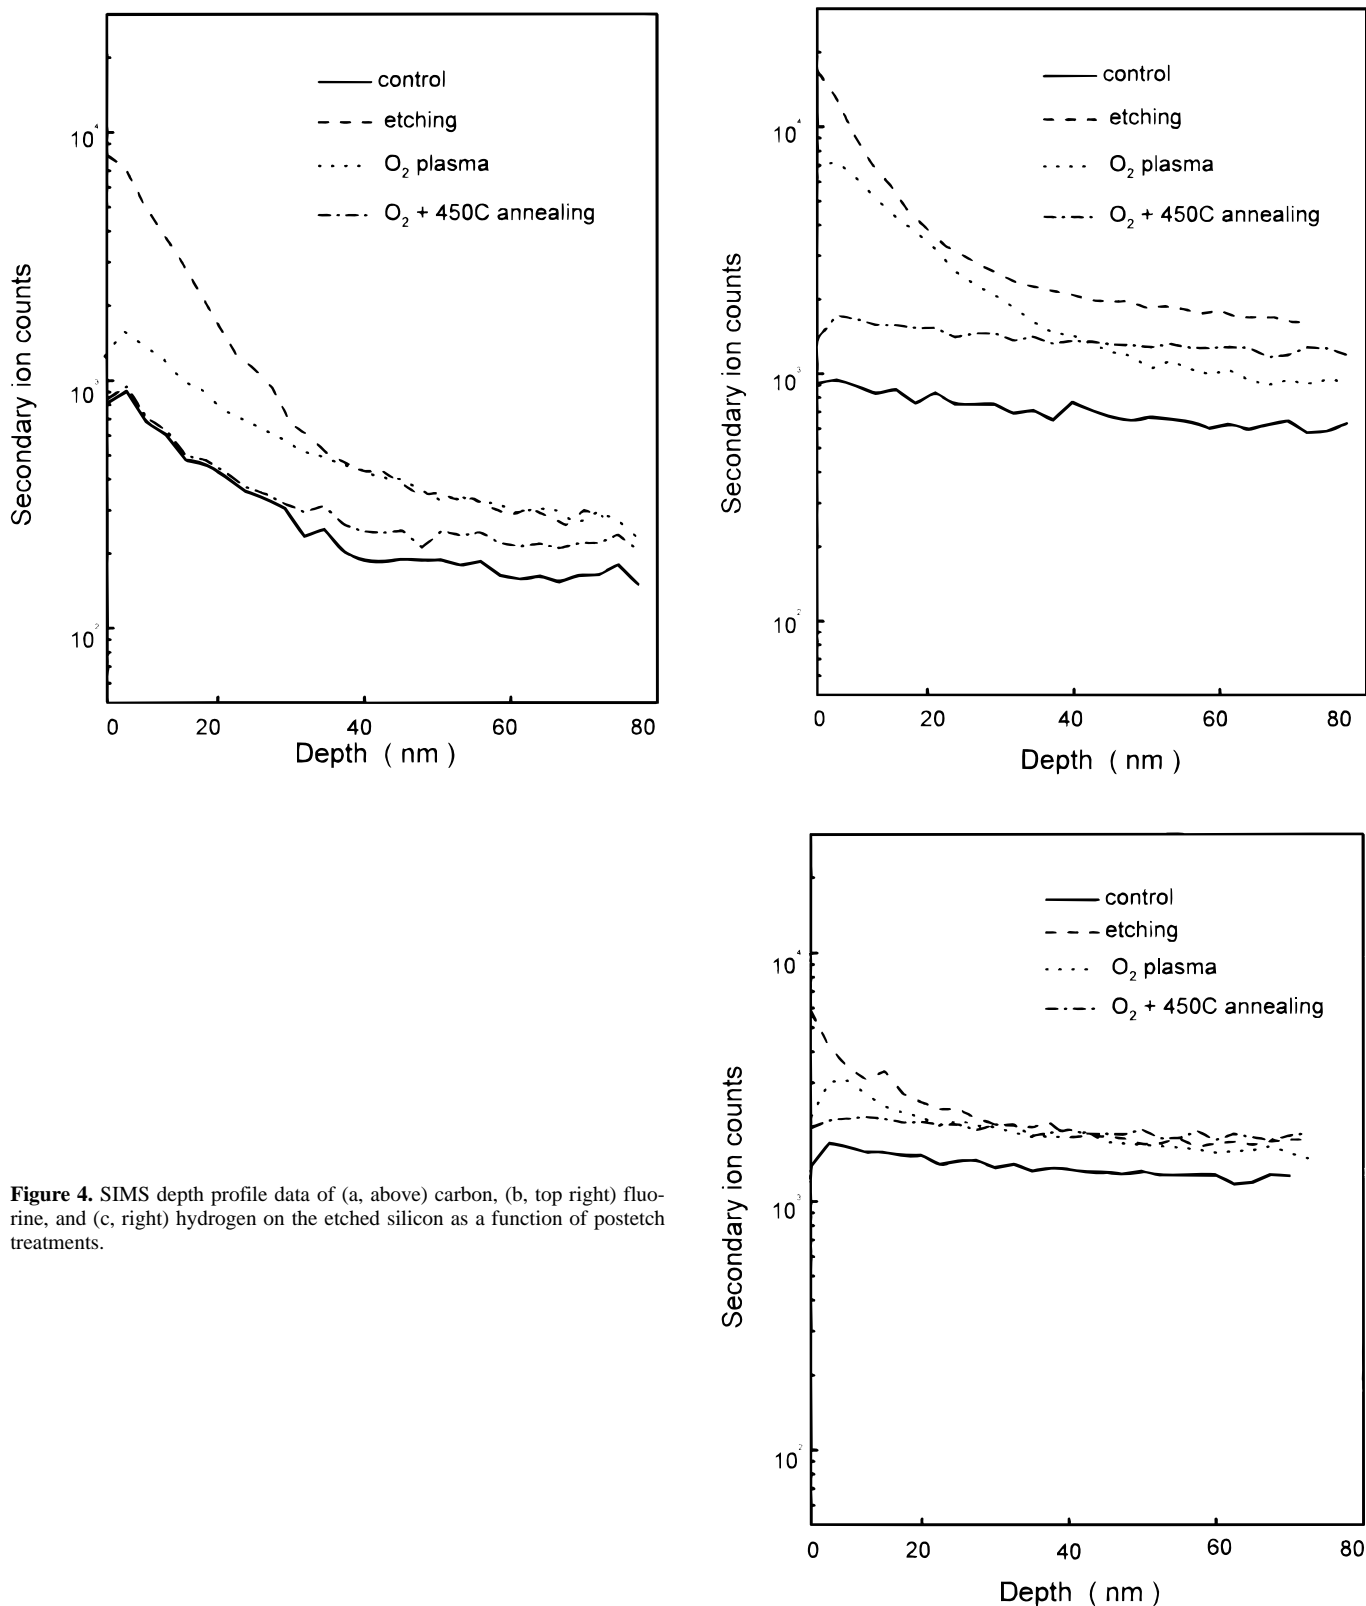 control
etching
O₂ plasma
O₂ + 450C annealing
10⁴
10³
10²
Secondary ion counts
0 20 40 60 80
Depth ( nm )
control
etching
O₂ plasma
O₂ + 450C annealing
10⁴
10³
10²
Secondary ion counts
0 20 40 60 80
Depth ( nm )
Figure 4. SIMS depth profile data of (a, above) carbon, (b, top right) fluo-
rine, and (c, right) hydrogen on the etched silicon as a function of postetch
treatments.
control
etching
O₂ plasma
O₂ + 450C annealing
10⁴
10³
10²
Secondary ion counts
0 20 40 60 80
Depth ( nm )